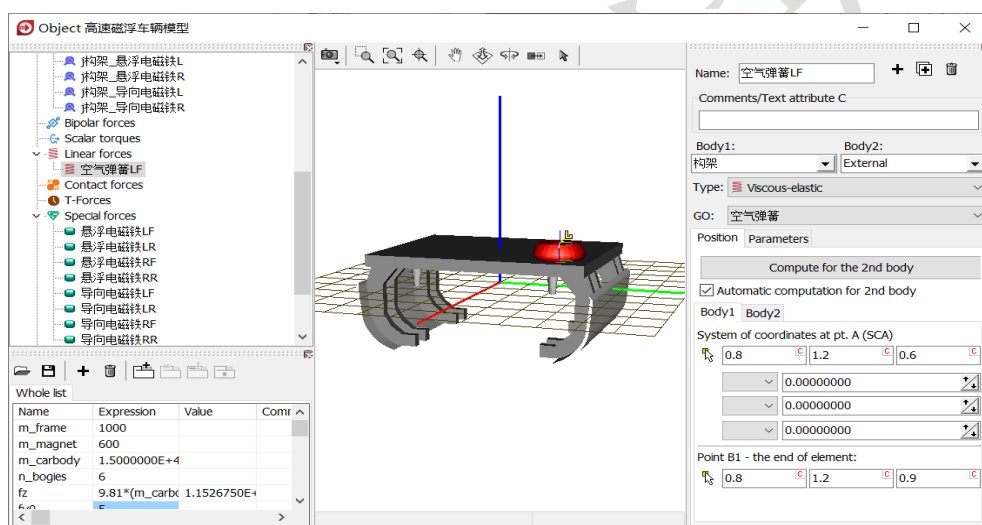 Object 高速磁浮车辆模型
jf构架_悬浮电磁铁L
jf构架_悬浮电磁铁R
jf构架_导向电磁铁L
jf构架_导向电磁铁R
Bipolar forces
Scalar torques
Linear forces
空气弹簧LF
Contact forces
T-Forces
Special forces
悬浮电磁铁LF
悬浮电磁铁LR
悬浮电磁铁RF
悬浮电磁铁RR
导向电磁铁LF
导向电磁铁LR
导向电磁铁RF
导向电磁铁RR
Whole list
Name Expression Value Comr
m_frame 1000
m_magnet 600
m_carbody 1.5000000E+4
n_bogies 6
fz 9.81*(m_carbc 1.1526750E+
L
Name: 空气弹簧LF
Comments/Text attribute C
Body1: Body2:
构架 External
Type: Viscous-elastic
GO: 空气弹簧
Position Parameters
Compute for the 2nd body
Automatic computation for 2nd body
Body1 Body2
System of coordinates at pt. A (SCA)
0.8 C 1.2 C 0.6 C
0.00000000
0.00000000
0.00000000
Point B1 - the end of element:
0.8 C 1.2 C 0.9 C